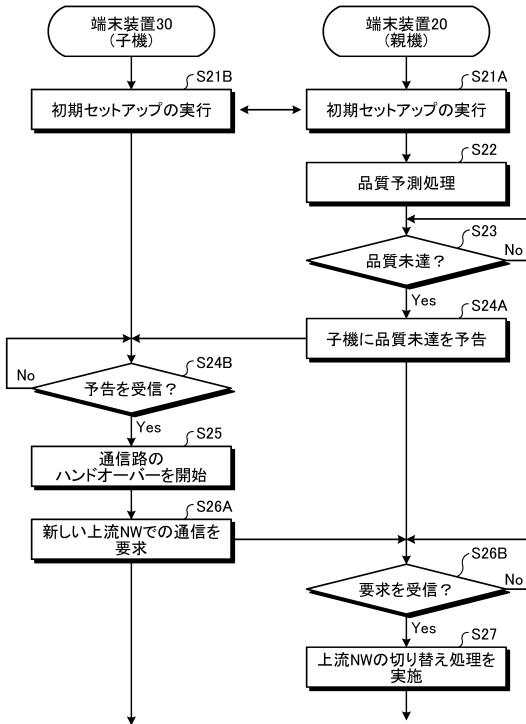 端末装置30
(子機)
端末装置20
(親機)
S21B
初期セットアップの実行
S21A
初期セットアップの実行
S22
品質予測処理
S23
品質未達？
No
Yes
S24A
子機に品質未達を予告
S24B
予告を受信？
No
Yes
S25
通信路の
ハンドオーバーを開始
S26A
新しい上流NWでの通信を
要求
S26B
要求を受信？
No
Yes
S27
上流NWの切り替え処理を
実施